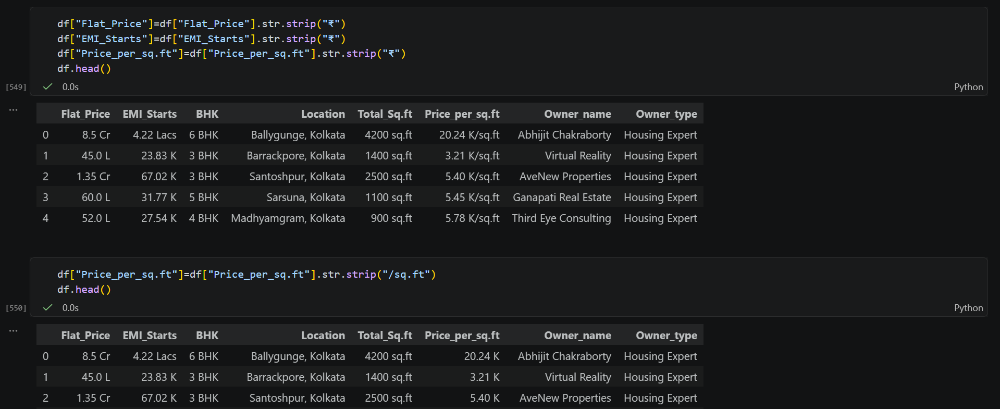 df["Flat_Price"]=df["Flat_Price"].str.strip("₹")
df["EMI_Starts"]=df["EMI_Starts"].str.strip("₹")
df["Price_per_sq.ft"]=df["Price_per_sq.ft"].str.strip("₹")
df.head()
[549] ✓ 0.0s Python
...
Flat_Price EMI_Starts BHK Location Total_Sq.ft Price_per_sq.ft Owner_name Owner_type
0 8.5 Cr 4.22 Lacs 6 BHK Ballygunge, Kolkata 4200 sq.ft 20.24 K/sq.ft Abhijit Chakraborty Housing Expert
1 45.0 L 23.83 K 3 BHK Barrackpore, Kolkata 1400 sq.ft 3.21 K/sq.ft Virtual Reality Housing Expert
2 1.35 Cr 67.02 K 3 BHK Santoshpur, Kolkata 2500 sq.ft 5.40 K/sq.ft AveNew Properties Housing Expert
3 60.0 L 31.77 K 5 BHK Sarsuna, Kolkata 1100 sq.ft 5.45 K/sq.ft Ganapati Real Estate Housing Expert
4 52.0 L 27.54 K 4 BHK Madhyamgram, Kolkata 900 sq.ft 5.78 K/sq.ft Third Eye Consulting Housing Expert
df["Price_per_sq.ft"]=df["Price_per_sq.ft"].str.strip("/sq.ft")
df.head()
[550] ✓ 0.0s Python
...
Flat_Price EMI_Starts BHK Location Total_Sq.ft Price_per_sq.ft Owner_name Owner_type
0 8.5 Cr 4.22 Lacs 6 BHK Ballygunge, Kolkata 4200 sq.ft 20.24 K Abhijit Chakraborty Housing Expert
1 45.0 L 23.83 K 3 BHK Barrackpore, Kolkata 1400 sq.ft 3.21 K Virtual Reality Housing Expert
2 1.35 Cr 67.02 K 3 BHK Santoshpur, Kolkata 2500 sq.ft 5.40 K AveNew Properties Housing Expert